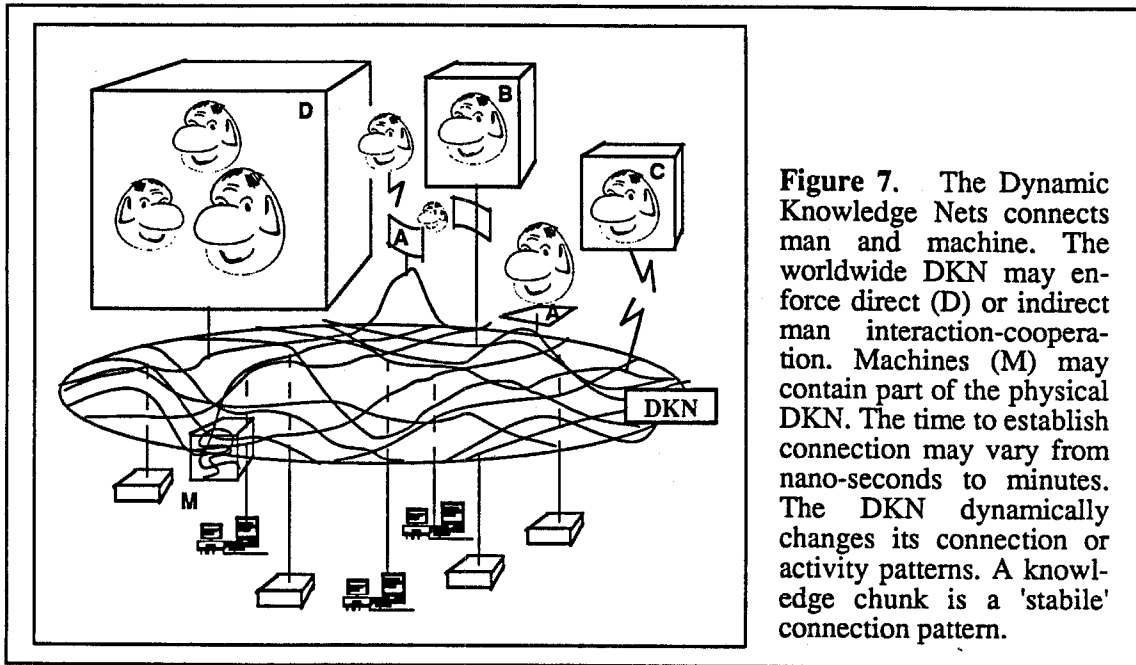 D
B
C
A
A
DKN
M
Figure 7. The Dynamic
Knowledge Nets connects
man and machine. The
worldwide DKN may en-
force direct (D) or indirect
man interaction-coopera-
tion. Machines (M) may
contain part of the physical
DKN. The time to establish
connection may vary from
nano-seconds to minutes.
The DKN dynamically
changes its connection or
activity patterns. A knowl-
edge chunk is a 'stabile'
connection pattern.